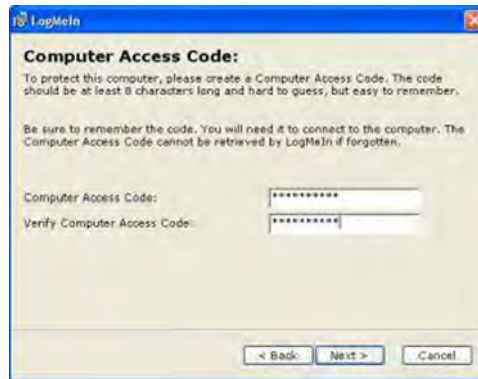 LogMeIn
Computer Access Code:
To protect this computer, please create a Computer Access Code. The code
should be at least 8 characters long and hard to guess, but easy to remember.
Be sure to remember the code. You will need it to connect to the computer. The
Computer Access Code cannot be retrieved by LogMeIn if forgotten.
Computer Access Code: **********
Verify Computer Access Code: **********
< Back Next > Cancel